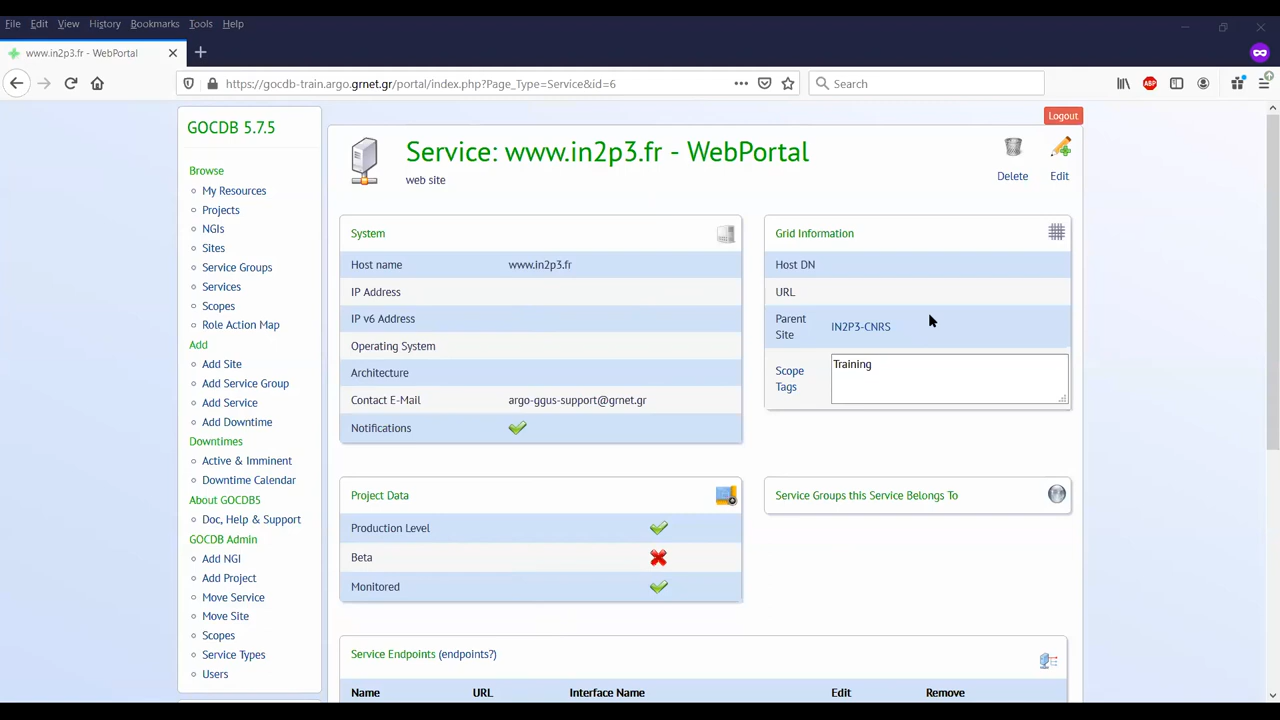 File Edit View History Bookmarks Tools Help
www.in2p3.fr - WebPortal
https://gocdb-train.argo.grnet.gr/portal/index.php?Page_Type=Service&id=6
Search
ABP
Logout
GOCDB 5.7.5
Browse
My Resources
Projects
NGIs
Sites
Service Groups
Services
Scopes
Role Action Map
Add
Add Site
Add Service Group
Add Service
Add Downtime
Downtimes
Active & Imminent
Downtime Calendar
About GOCDB5
Doc, Help & Support
GOCDB Admin
Add NGI
Add Project
Move Service
Move Site
Scopes
Service Types
Users
Service: www.in2p3.fr - WebPortal
web site
Delete
Edit
System
Host name www.in2p3.fr
IP Address
IP v6 Address
Operating System
Architecture
Contact E-Mail argo-ggus-support@grnet.gr
Notifications
Grid Information
Host DN
URL
Parent
Site
IN2P3-CNRS
Scope
Tags
Training
Project Data
Production Level
Beta
Monitored
Service Groups this Service Belongs To
Service Endpoints (endpoints?)
Name URL Interface Name Edit Remove